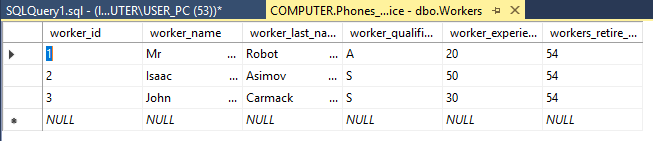 SQLQuery1.sql - (l...UTER\USER_PC (53))* COMPUTER.Phones_...ice - dbo.Workers
worker_id worker_name worker_last_na... worker_qualifi... worker_experie... workers_retire_...
1 Mr ... Robot ... A 20 54
2 Isaac ... Asimov ... S 50 54
3 John ... Carmack ... S 30 54
NULL NULL NULL NULL NULL NULL